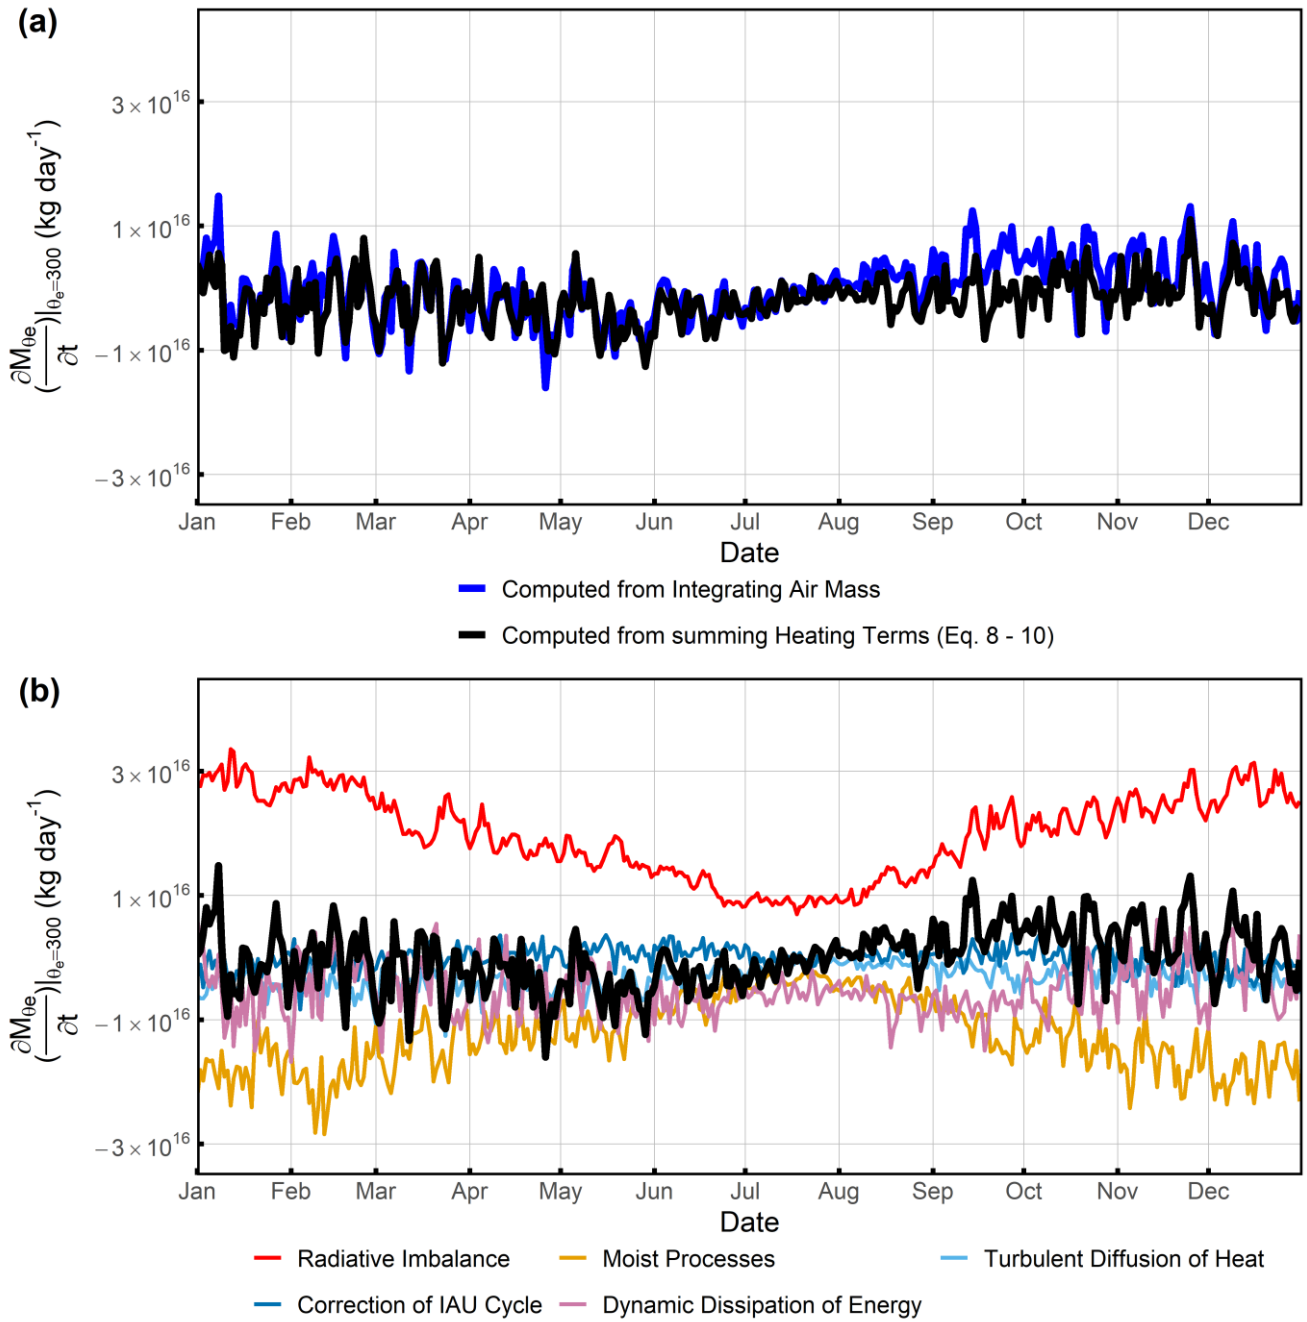 (a)
3 × 10^16
1 × 10^16
−1 × 10^16
−3 × 10^16
(∂M_θe/∂t)|θ_e=300 (kg day^-1)
Jan Feb Mar Apr May Jun Jul Aug Sep Oct Nov Dec
Date
Computed from Integrating Air Mass
Computed from summing Heating Terms (Eq. 8 - 10)
(b)
3 × 10^16
1 × 10^16
−1 × 10^16
−3 × 10^16
(∂M_θe/∂t)|θ_e=300 (kg day^-1)
Jan Feb Mar Apr May Jun Jul Aug Sep Oct Nov Dec
Date
Radiative Imbalance Moist Processes Turbulent Diffusion of Heat
Correction of IAU Cycle Dynamic Dissipation of Energy